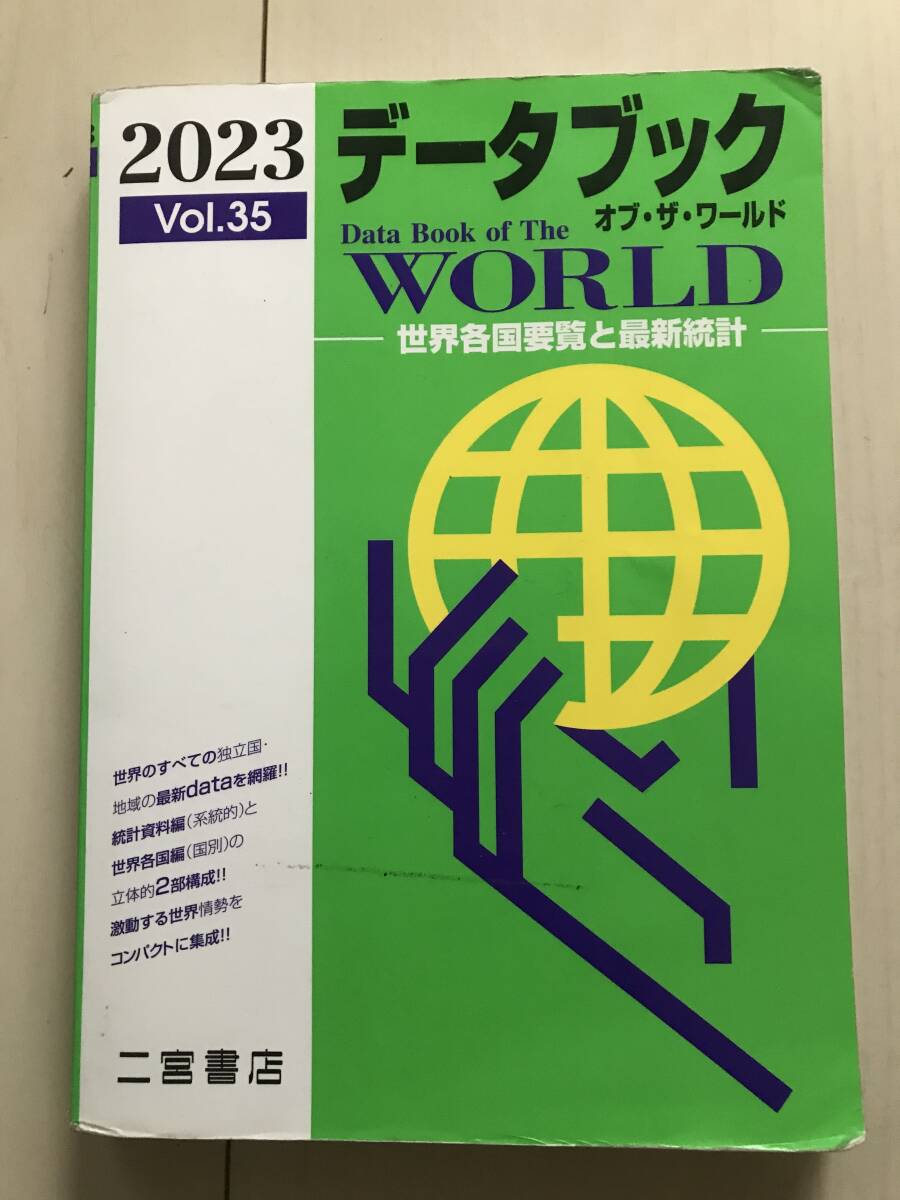 2023
Vol.35
データブック
オブ・ザ・ワールド
Data Book of The
WORLD
世界各国要覧と最新統計
世界のすべての独立国・
地域の最新dataを網羅!!
統計資料編(系統的)と
世界各国編(国別)の
立体的2部構成!!
激動する世界情勢を
コンパクトに集成!!
二宮書店